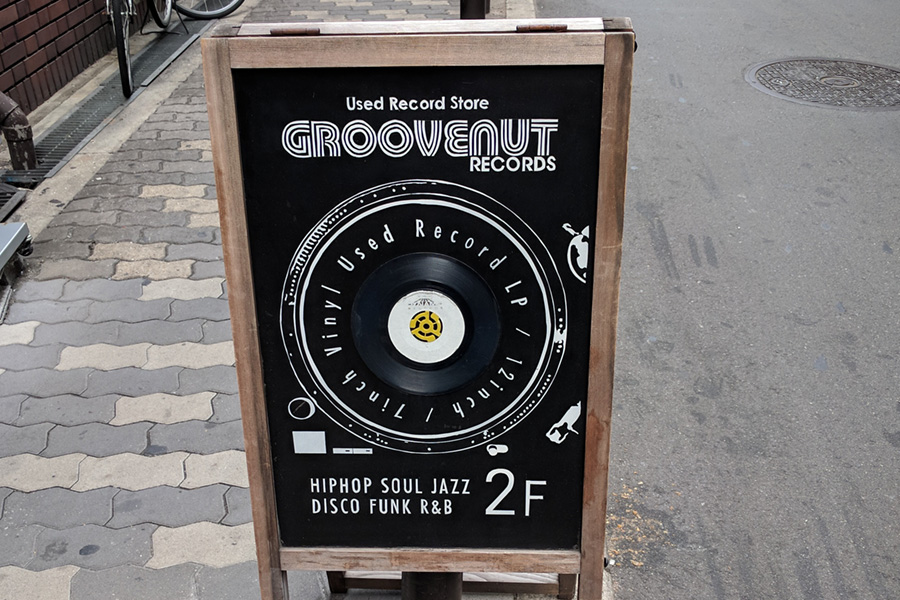 Used Record Store
GROOVENUT
RECORDS
Vinyl Used Record LP / 12inch / 7inch
HIPHOP SOUL JAZZ
DISCO FUNK R&B
2F